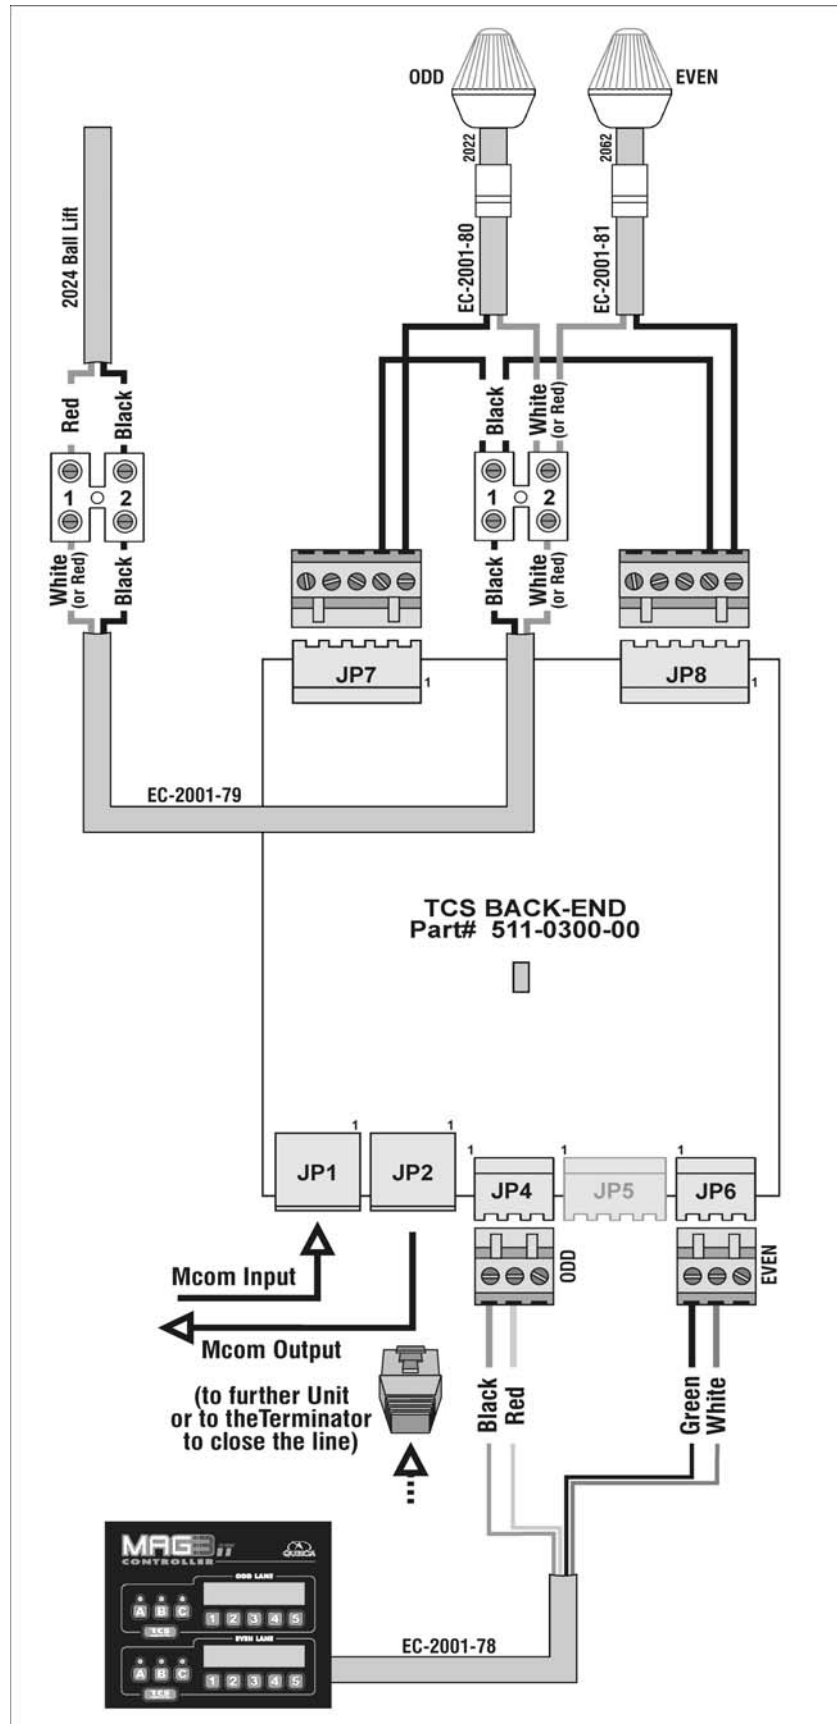 ODD
EVEN
2022
2062
EC-2001-80
EC-2001-81
2024 Ball Lift
Red
Black
Black
White
(or Red)
1
2
1
2
White
(or Red)
Black
Black
White
(or Red)
JP7
1
JP8
1
EC-2001-79
TCS BACK-END
Part# 511-0300-00
1
1
1
1
1
JP1
JP2
JP4
JP5
JP6
ODD
EVEN
Mcom Input
Mcom Output
(to further Unit
or to theTerminator
to close the line)
Black
Red
Green
White
MAG3 ii
CONTROLLER
QUBICA
ODD LANE
A B C
1 2 3 4 5
TCS
EVEN LANE
A B C
1 2 3 4 5
TCS
EC-2001-78